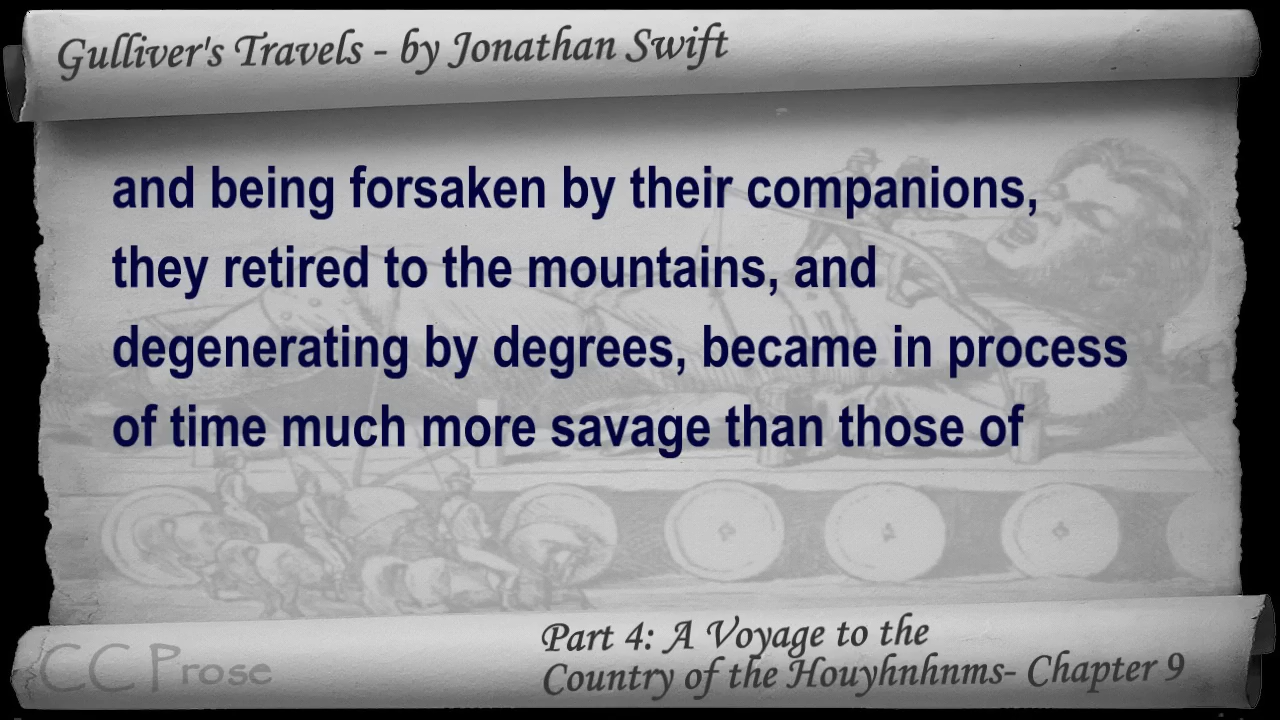 Gulliver's Travels - by Jonathan Swift
and being forsaken by their companions,
they retired to the mountains, and
degenerating by degrees, became in process
of time much more savage than those of
Part 4: A Voyage to the
Country of the Houyhnhnms- Chapter 9
CC Prose